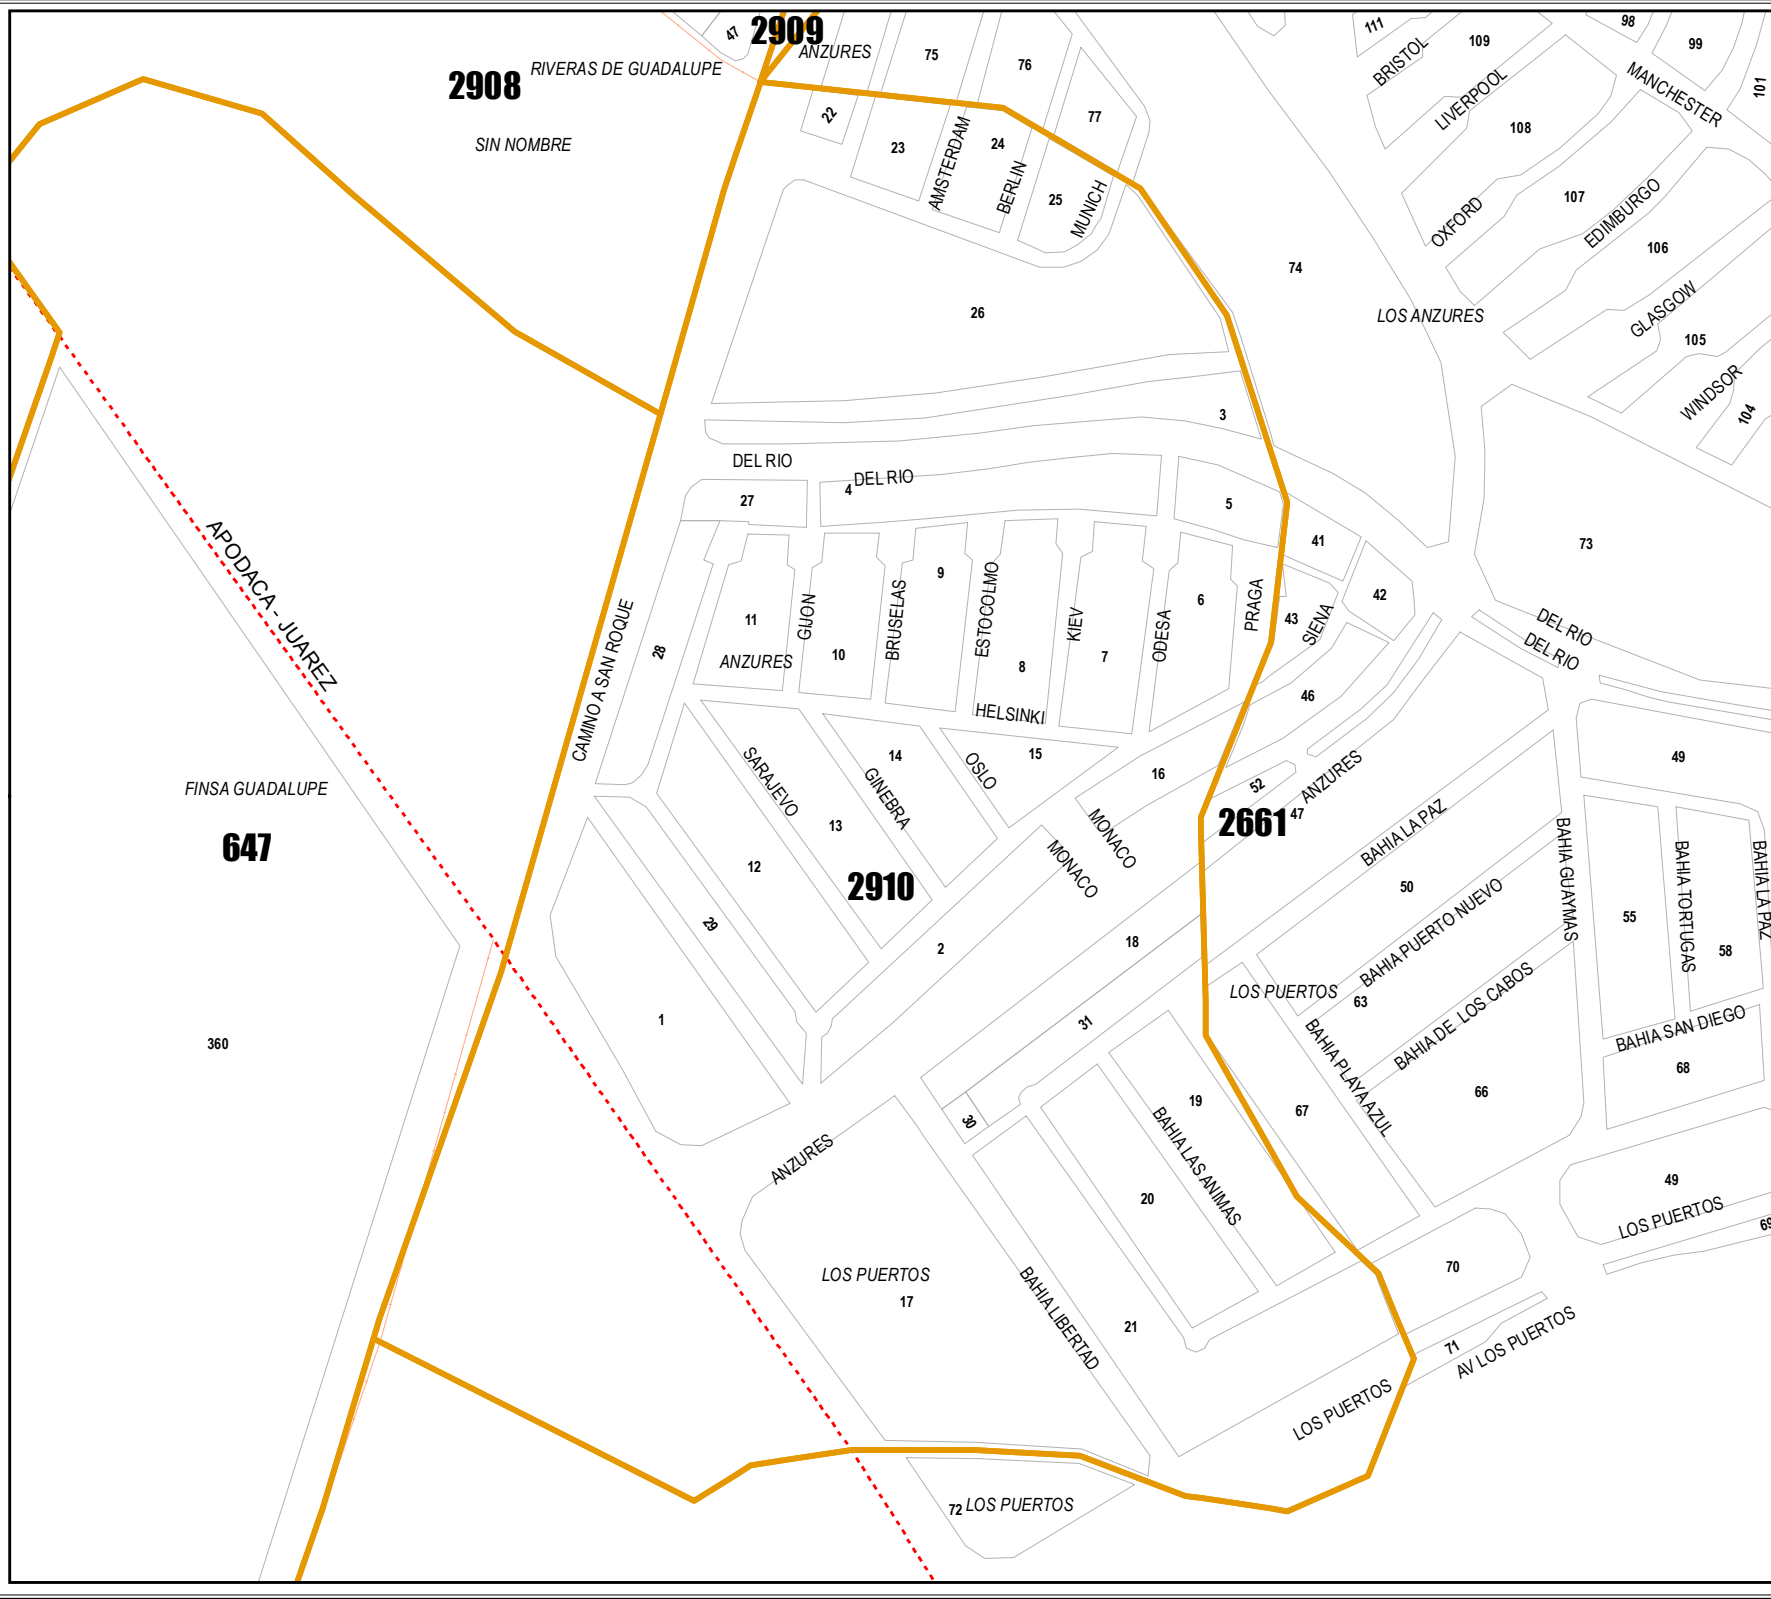 47
2909
ANZURES
75
76
111
109
98
99
101
BRISTOL
2908
RIVERAS DE GUADALUPE
SIN NOMBRE
22
23
AMSTERDAM
24
BERLIN
25
MUNICH
77
LIVERPOOL
108
MANCHESTER
107
OXFORD
EDIMBURGO
106
74
LOS ANZURES
GLASGOW
105
WINDSOR
104
26
3
DEL RIO
4
DEL RIO
27
5
41
42
73
APODACA - JUAREZ
CAMINO A SAN ROQUE
28
11
GIJON
10
BRUSELAS
9
ESTOCOLMO
8
KIEV
7
ODESA
6
PRAGA
43
SIENA
ANZURES
HELSINKI
46
DEL RIO
DEL RIO
49
SARAJEVO
14
GINEBRA
OSLO
15
16
52
47
ANZURES
13
12
29
2910
MONACO
MONACO
2661
BAHIA LA PAZ
50
BAHIA PUERTO NUEVO
BAHIA GUAYMAS
55
BAHIA TORTUGAS
58
BAHIA LA PAZ
FINSA GUADALUPE
647
360
1
2
18
31
30
LOS PUERTOS
63
BAHIA DE LOS CABOS
BAHIA PLAYA AZUL
BAHIA SAN DIEGO
68
66
67
19
BAHIA LAS ANIMAS
20
ANZURES
LOS PUERTOS
17
BAHIA LIBERTAD
21
49
LOS PUERTOS
69
70
71
AV LOS PUERTOS
LOS PUERTOS
72
LOS PUERTOS